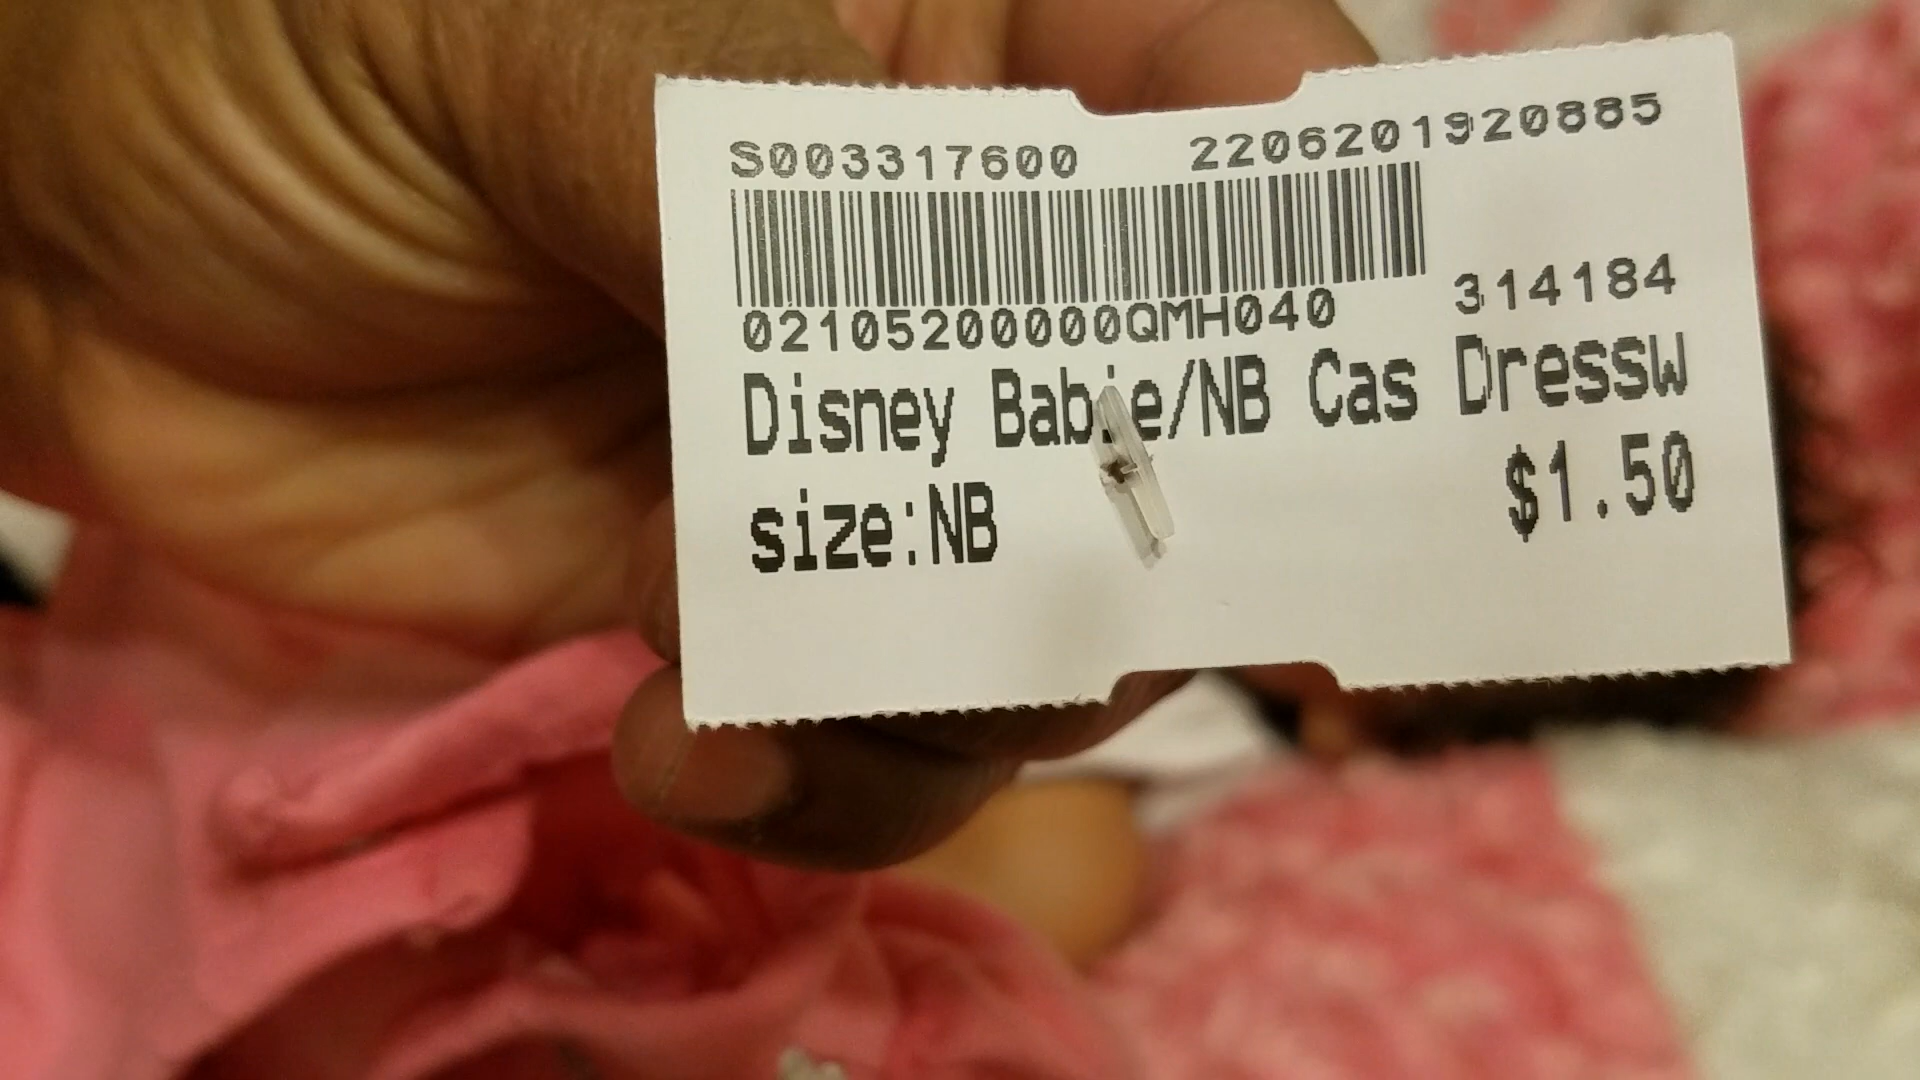 S003317600 2206201920885
02105200000QMH040 314184
Disney Babie/NB Cas Dressw
size:NB $1.50